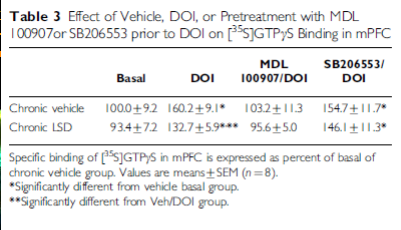 Table 3 Effect of Vehicle, DOI, or Pretreatment with MDL
100907or SB206553 prior to DOI on [³⁵S]GTPγS Binding in mPFC
Basal DOI MDL 100907/DOI SB206553/ DOI
Chronic vehicle 100.0±9.2 160.2±9.1* 103.2±11.3 154.7±11.7*
Chronic LSD 93.4±7.2 132.7±5.9*** 95.6±5.0 146.1±11.3*
Specific binding of [³⁵S]GTPγS in mPFC is expressed as percent of basal of
chronic vehicle group. Values are means±SEM (n=8).
*Significantly different from vehicle basal group.
**Significantly different from Veh/DOI group.